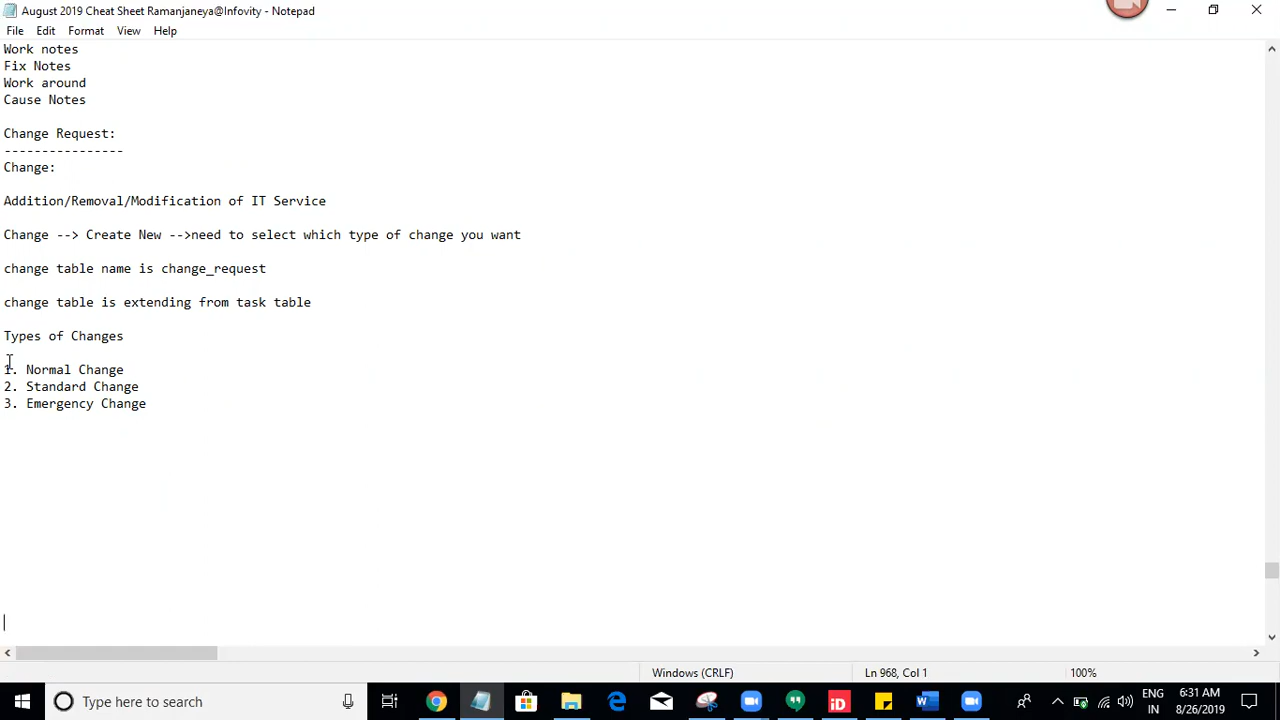 August 2019 Cheat Sheet Ramanjaneya@Infovity - Notepad
File Edit Format View Help
Work notes
Fix Notes
Work around
Cause Notes
Change Request:
----------------
Change:
Addition/Removal/Modification of IT Service
Change --> Create New -->need to select which type of change you want
change table name is change_request
change table is extending from task table
Types of Changes
1. Normal Change
2. Standard Change
3. Emergency Change
Windows (CRLF) Ln 968, Col 1 100%
Type here to search
ENG 6:31 AM
IN 8/26/2019